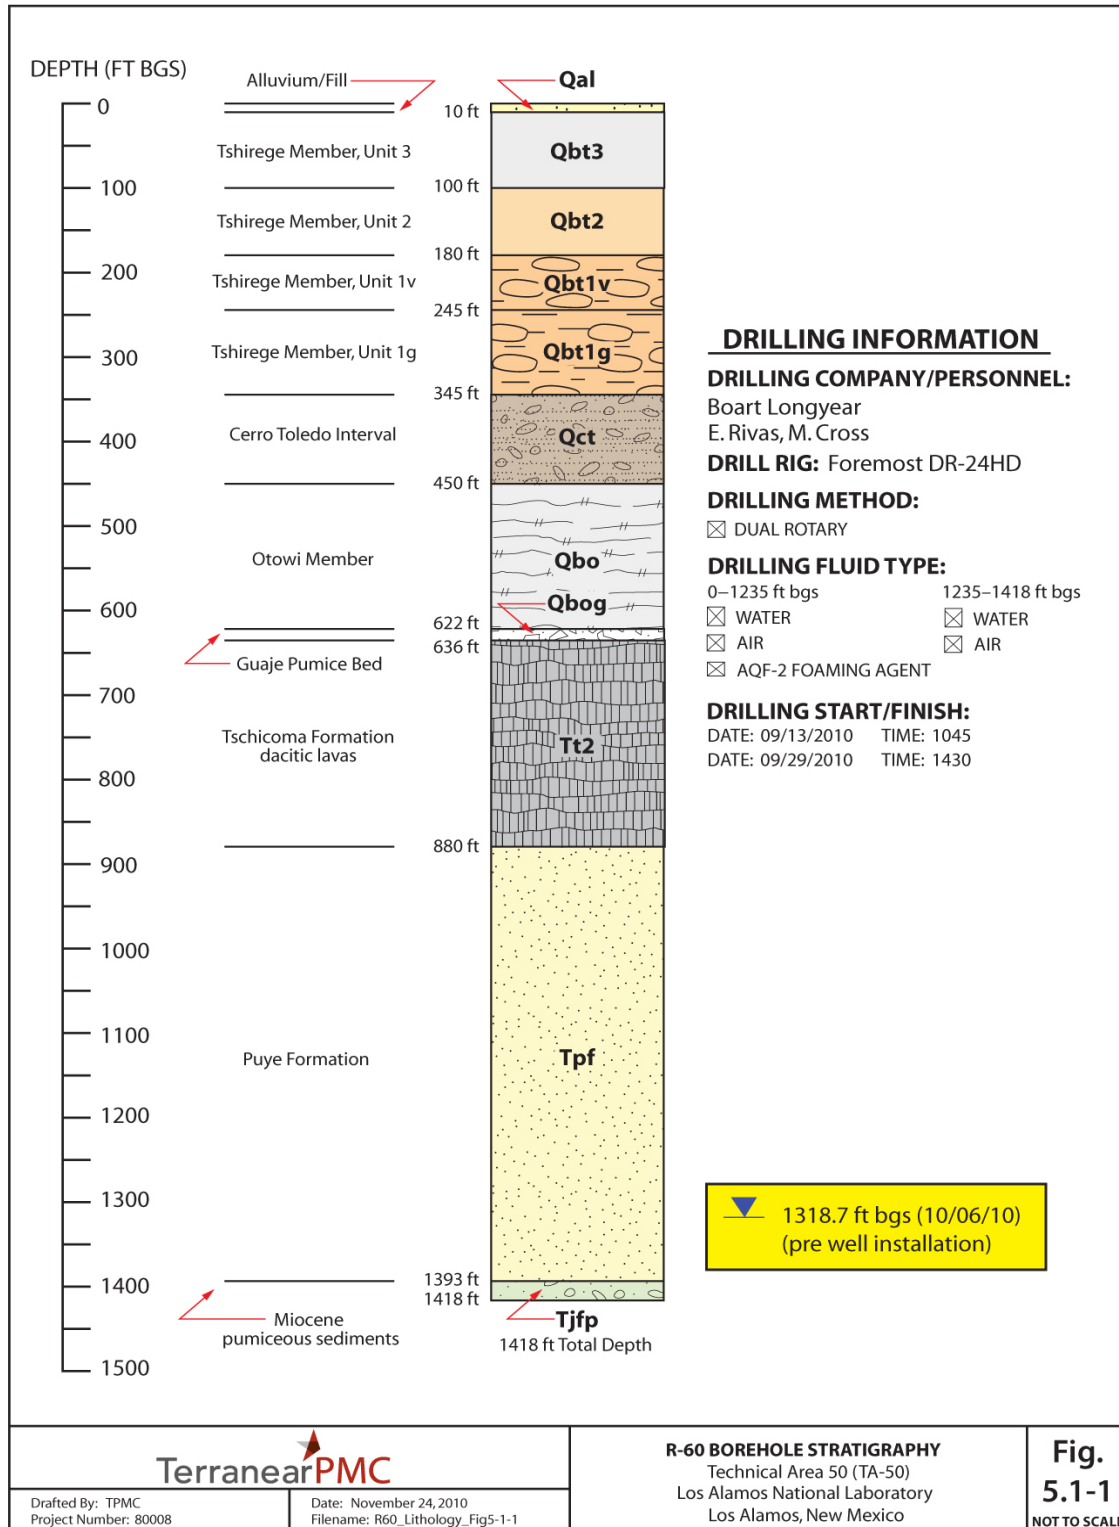 DEPTH (FT BGS)
0
100
200
300
400
500
600
700
800
900
1000
1100
1200
1300
1400
1500
Alluvium/Fill
Tshirege Member, Unit 3
Tshirege Member, Unit 2
Tshirege Member, Unit 1v
Tshirege Member, Unit 1g
Cerro Toledo Interval
Otowi Member
Guaje Pumice Bed
Tschicoma Formation
dacitic lavas
Puye Formation
Miocene
pumiceous sediments
10 ft
100 ft
180 ft
245 ft
345 ft
450 ft
622 ft
636 ft
880 ft
1393 ft
1418 ft
Qal
Qbt3
Qbt2
Qbt1v
Qbt1g
Qct
Qbo
Qbog
Tt2
Tpf
Tjfp
1418 ft Total Depth
DRILLING INFORMATION
DRILLING COMPANY/PERSONNEL:
Boart Longyear
E. Rivas, M. Cross
DRILL RIG: Foremost DR-24HD
DRILLING METHOD:
DUAL ROTARY
DRILLING FLUID TYPE:
0–1235 ft bgs
WATER
AIR
AQF-2 FOAMING AGENT
1235–1418 ft bgs
WATER
AIR
DRILLING START/FINISH:
DATE: 09/13/2010 TIME: 1045
DATE: 09/29/2010 TIME: 1430
1318.7 ft bgs (10/06/10)
(pre well installation)
TerranearPMC
Drafted By: TPMC
Project Number: 80008
Date: November 24, 2010
Filename: R60_Lithology_Fig5-1-1
R-60 BOREHOLE STRATIGRAPHY
Technical Area 50 (TA-50)
Los Alamos National Laboratory
Los Alamos, New Mexico
Fig.
5.1-1
NOT TO SCALE